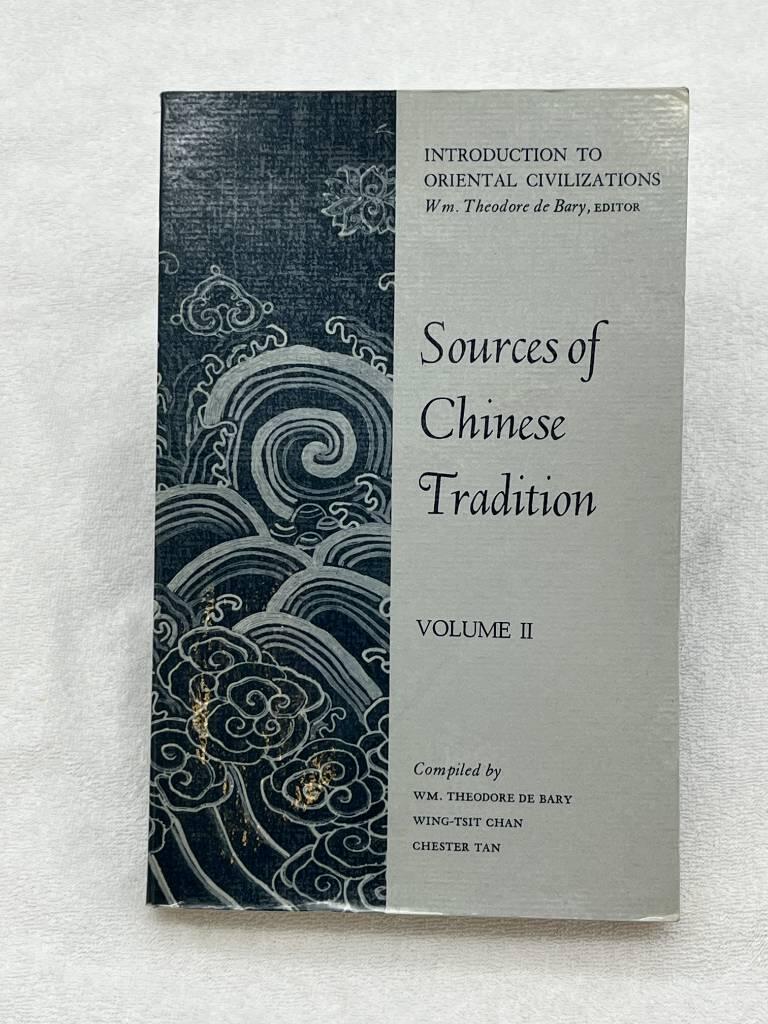 INTRODUCTION TO
ORIENTAL CIVILIZATIONS
Wm. Theodore de Bary, EDITOR
Sources of
Chinese
Tradition
VOLUME II
Compiled by
WM. THEODORE DE BARY
WING-TSIT CHAN
CHESTER TAN